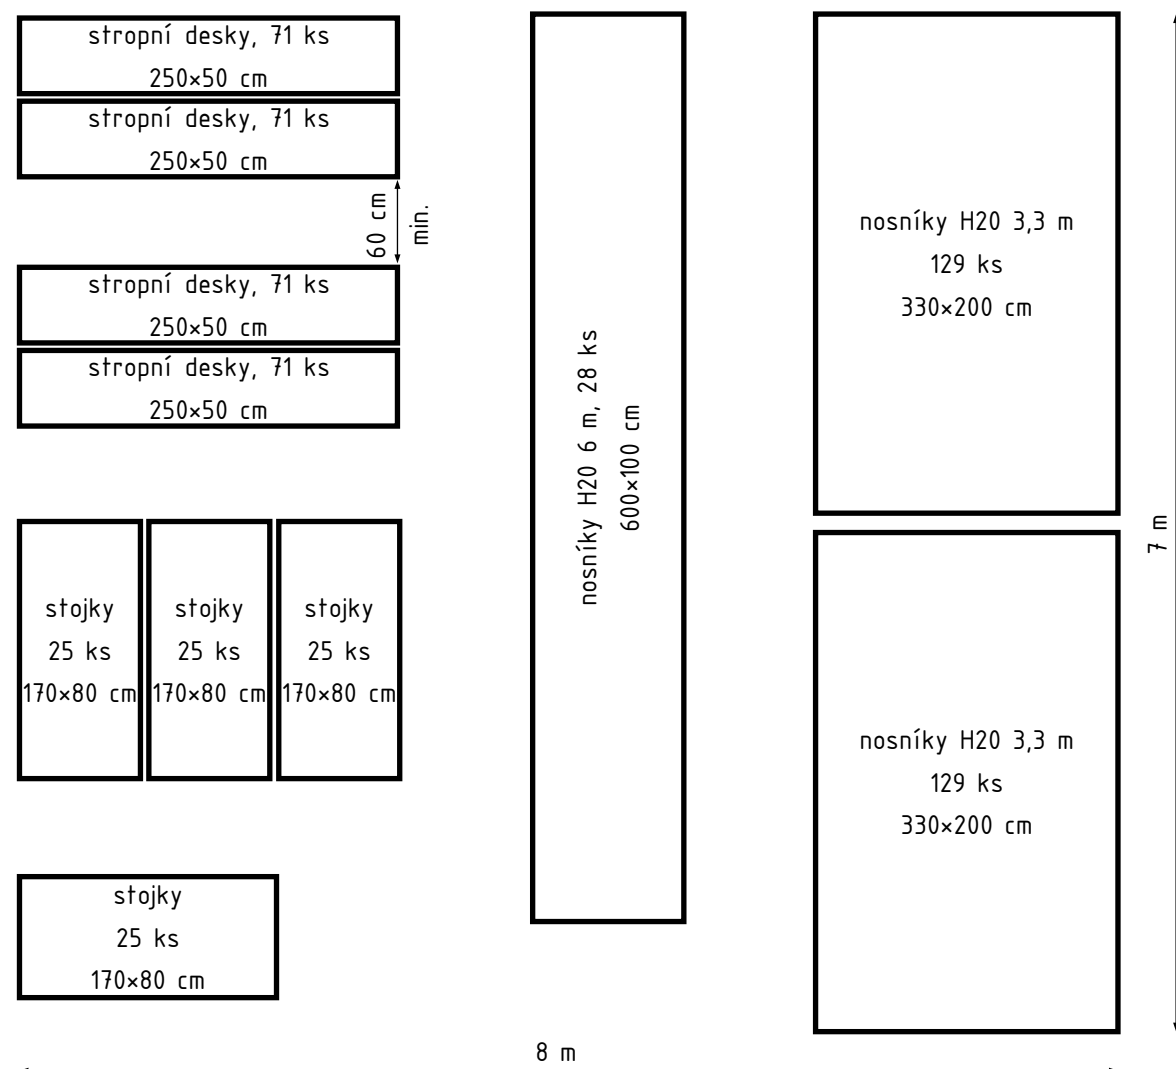 stropní desky, 71 ks
250×50 cm
stropní desky, 71 ks
250×50 cm
60 cm
min.
stropní desky, 71 ks
250×50 cm
stropní desky, 71 ks
250×50 cm
stojky
25 ks
170×80 cm
stojky
25 ks
170×80 cm
stojky
25 ks
170×80 cm
stojky
25 ks
170×80 cm
nosníky H20 6 m, 28 ks
600×100 cm
nosníky H20 3,3 m
129 ks
330×200 cm
nosníky H20 3,3 m
129 ks
330×200 cm
7 m
8 m